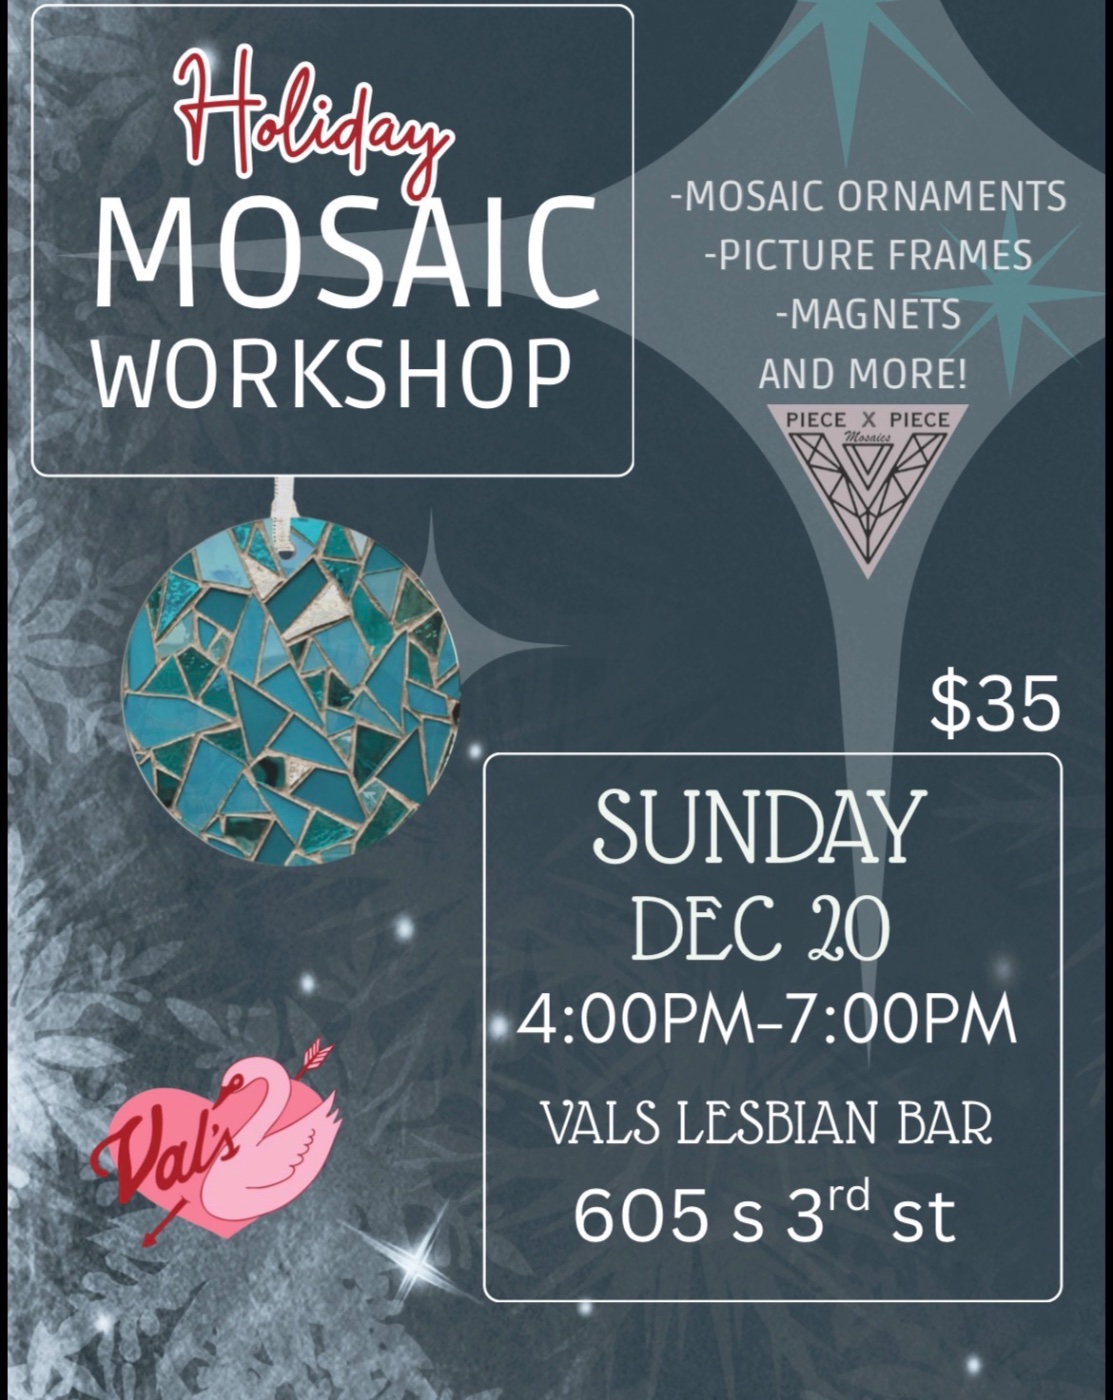 Holiday
MOSAIC
WORKSHOP
-MOSAIC ORNAMENTS
-PICTURE FRAMES
-MAGNETS
AND MORE!
PIECE X PIECE
Mosaics
$35
SUNDAY
DEC 20
4:00PM-7:00PM
VALS LESBIAN BAR
605 s 3rd st
Val's